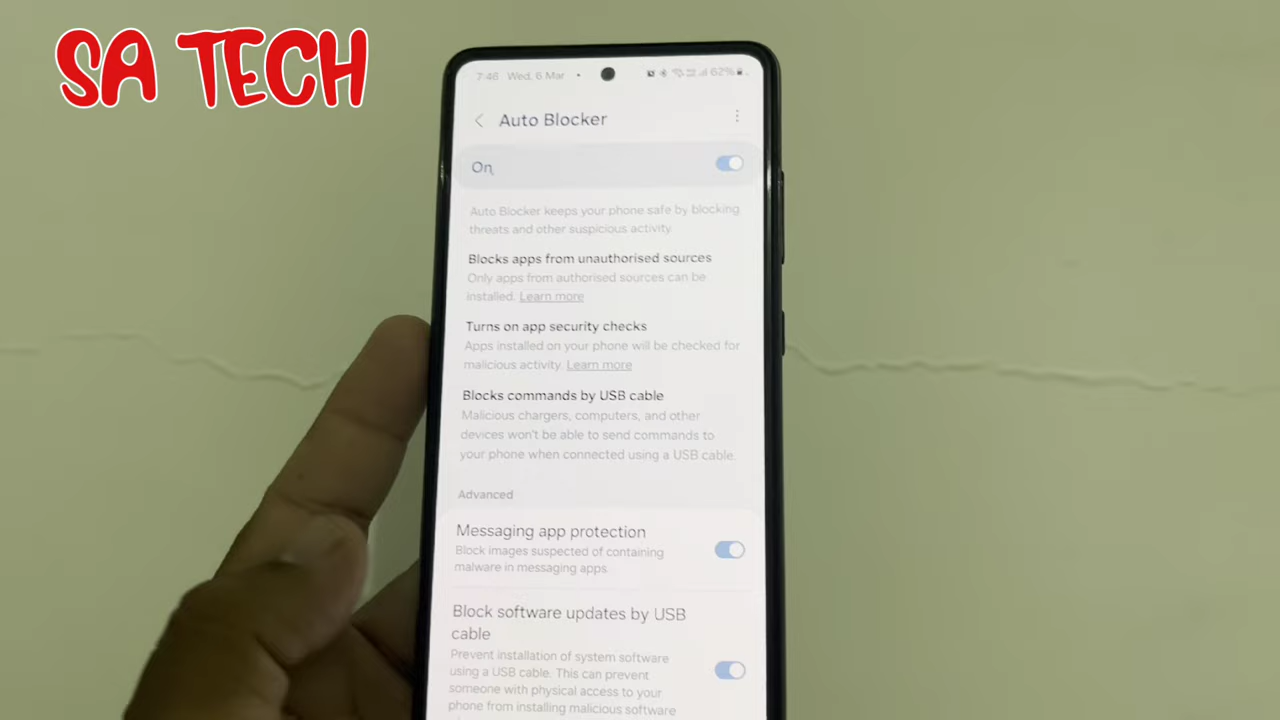 SA TECH
7:46 Wed, 6 Mar • 62%
Auto Blocker
On
Auto Blocker keeps your phone safe by blocking
threats and other suspicious activity.
Blocks apps from unauthorised sources
Only apps from authorised sources can be
installed. Learn more
Turns on app security checks
Apps installed on your phone will be checked for
malicious activity. Learn more
Blocks commands by USB cable
Malicious chargers, computers, and other
devices won't be able to send commands to
your phone when connected using a USB cable.
Advanced
Messaging app protection
Block images suspected of containing
malware in messaging apps.
Block software updates by USB
cable
Prevent installation of system software
using a USB cable. This can prevent
someone with physical access to your
phone from installing malicious software